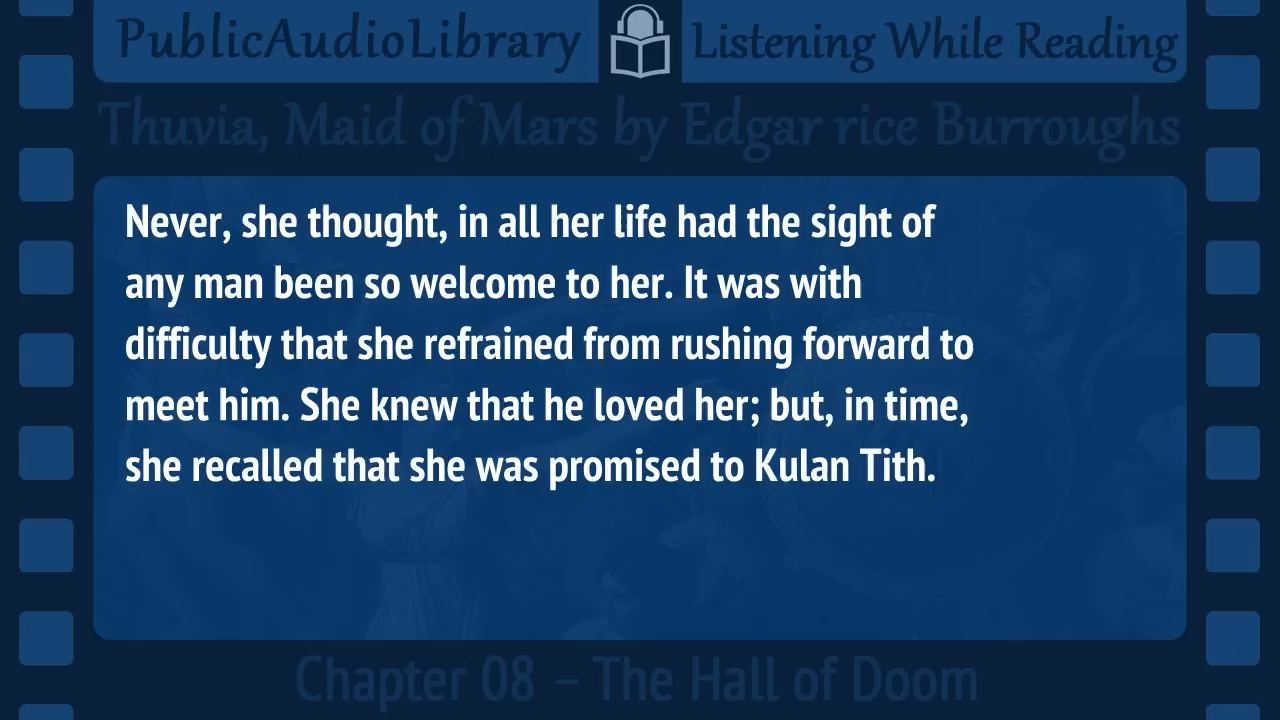 PublicAudioLibrary
Listening While Reading
Thuvia, Maid of Mars by Edgar rice Burroughs
Never, she thought, in all her life had the sight of
any man been so welcome to her. It was with
difficulty that she refrained from rushing forward to
meet him. She knew that he loved her; but, in time,
she recalled that she was promised to Kulan Tith.
Chapter 08 – The Hall of Doom